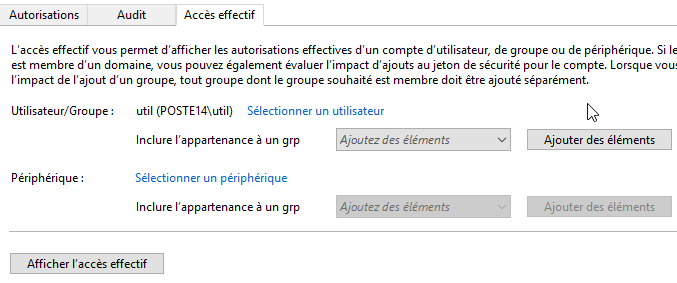 Autorisations Audit Accès effectif
L’accès effectif vous permet d’afficher les autorisations effectives d’un compte d’utilisateur, de groupe ou de périphérique. Si le
est membre d’un domaine, vous pouvez également évaluer l’impact d’ajouts au jeton de sécurité pour le compte. Lorsque vous
l’impact de l’ajout d’un groupe, tout groupe dont le groupe souhaité est membre doit être ajouté séparément.
Utilisateur/Groupe : util (POSTE14\util) Sélectionner un utilisateur
Inclure l’appartenance à un grp Ajoutez des éléments Ajouter des éléments
Périphérique : Sélectionner un périphérique
Inclure l’appartenance à un grp Ajoutez des éléments Ajouter des éléments
Afficher l’accès effectif